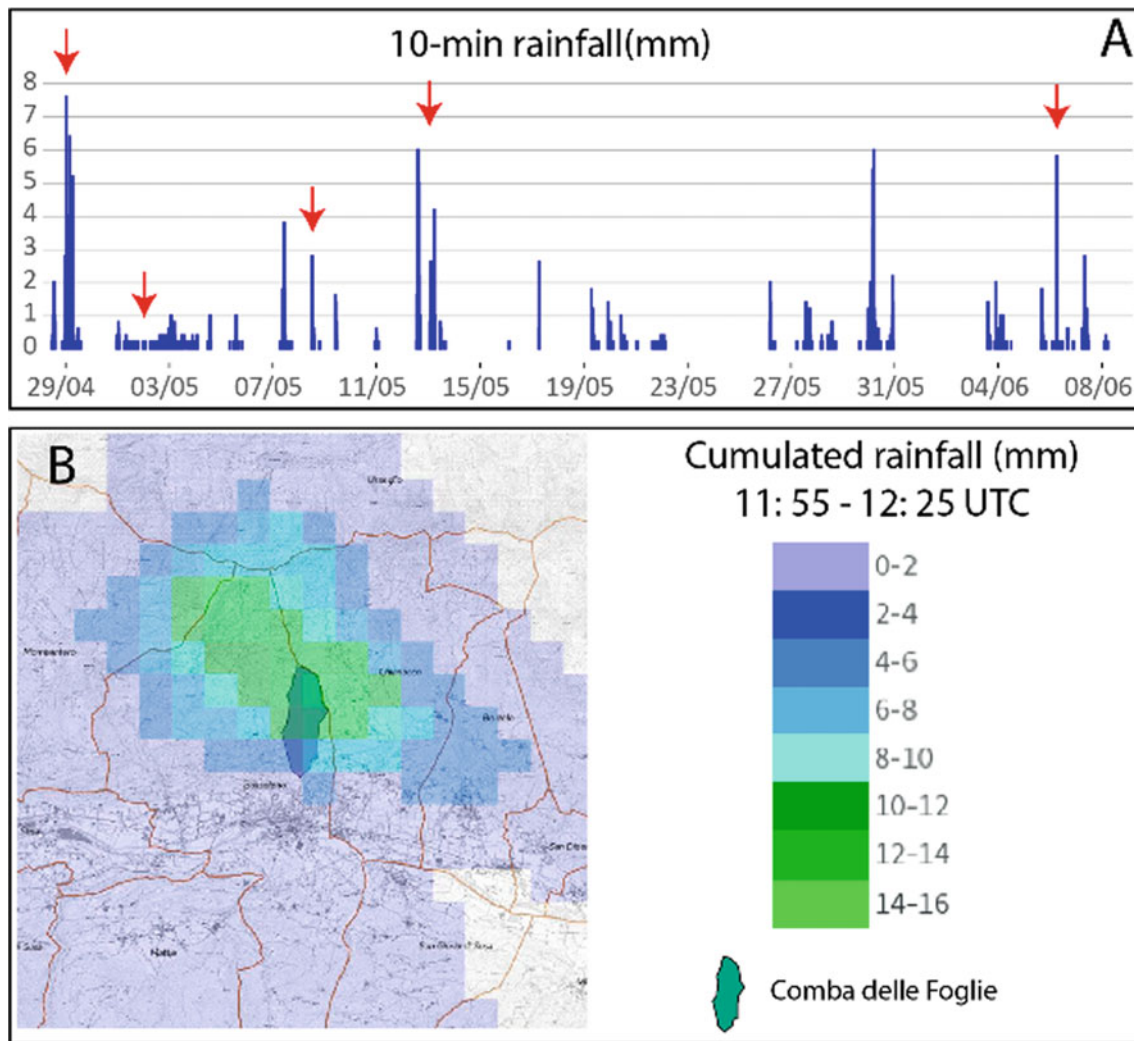 10-min rainfall(mm)
A
8
7
6
5
4
3
2
1
0
29/04 03/05 07/05 11/05 15/05 19/05 23/05 27/05 31/05 04/06 08/06
B
Mompantero
Matte
Cumulated rainfall (mm)
11: 55 - 12: 25 UTC
0-2
2-4
4-6
6-8
8-10
10-12
12-14
14-16
Comba delle Foglie